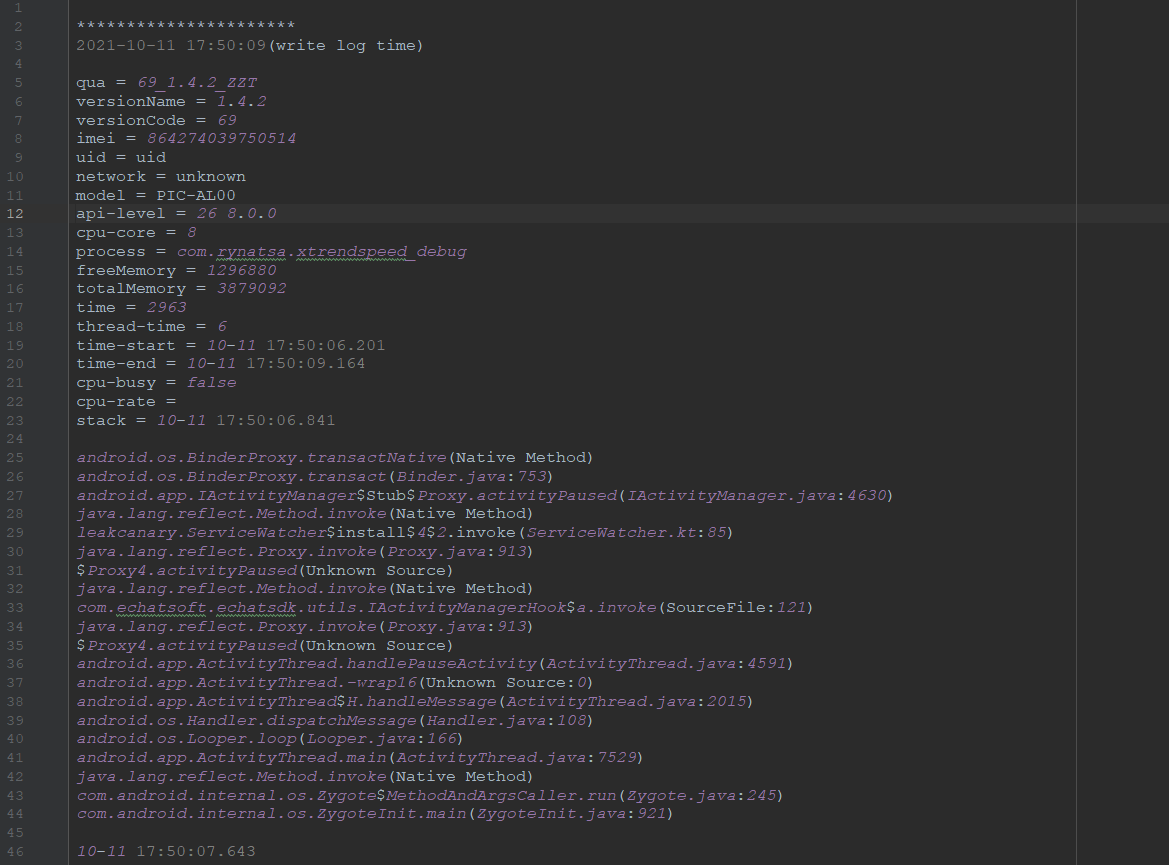 1
2 **********************
3 2021-10-11 17:50:09(write log time)
4
5 qua = 69_1.4.2_ZZT
6 versionName = 1.4.2
7 versionCode = 69
8 imei = 864274039750514
9 uid = uid
10 network = unknown
11 model = PIC-AL00
12 api-level = 26 8.0.0
13 cpu-core = 8
14 process = com.rynatsa.xtrendspeed_debug
15 freeMemory = 1296880
16 totalMemory = 3879092
17 time = 2963
18 thread-time = 6
19 time-start = 10-11 17:50:06.201
20 time-end = 10-11 17:50:09.164
21 cpu-busy = false
22 cpu-rate =
23 stack = 10-11 17:50:06.841
24
25 android.os.BinderProxy.transactNative(Native Method)
26 android.os.BinderProxy.transact(Binder.java:753)
27 android.app.IActivityManager$Stub$Proxy.activityPaused(IActivityManager.java:4630)
28 java.lang.reflect.Method.invoke(Native Method)
29 leakcanary.ServiceWatcher$install$4$2.invoke(ServiceWatcher.kt:85)
30 java.lang.reflect.Proxy.invoke(Proxy.java:913)
31 $Proxy4.activityPaused(Unknown Source)
32 java.lang.reflect.Method.invoke(Native Method)
33 com.echatsoft.echatsdk.utils.IActivityManagerHook$a.invoke(SourceFile:121)
34 java.lang.reflect.Proxy.invoke(Proxy.java:913)
35 $Proxy4.activityPaused(Unknown Source)
36 android.app.ActivityThread.handlePauseActivity(ActivityThread.java:4591)
37 android.app.ActivityThread.-wrap16(Unknown Source:0)
38 android.app.ActivityThread$H.handleMessage(ActivityThread.java:2015)
39 android.os.Handler.dispatchMessage(Handler.java:108)
40 android.os.Looper.loop(Looper.java:166)
41 android.app.ActivityThread.main(ActivityThread.java:7529)
42 java.lang.reflect.Method.invoke(Native Method)
43 com.android.internal.os.Zygote$MethodAndArgsCaller.run(Zygote.java:245)
44 com.android.internal.os.ZygoteInit.main(ZygoteInit.java:921)
45
46 10-11 17:50:07.643